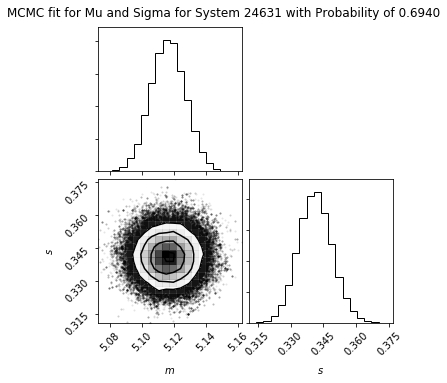 MCMC fit for Mu and Sigma for System 24631 with Probability of 0.6940
0.375
0.360
0.345
0.330
0.315
s
5.08 5.10 5.12 5.14 5.16
m
0.315 0.330 0.345 0.360 0.375
s